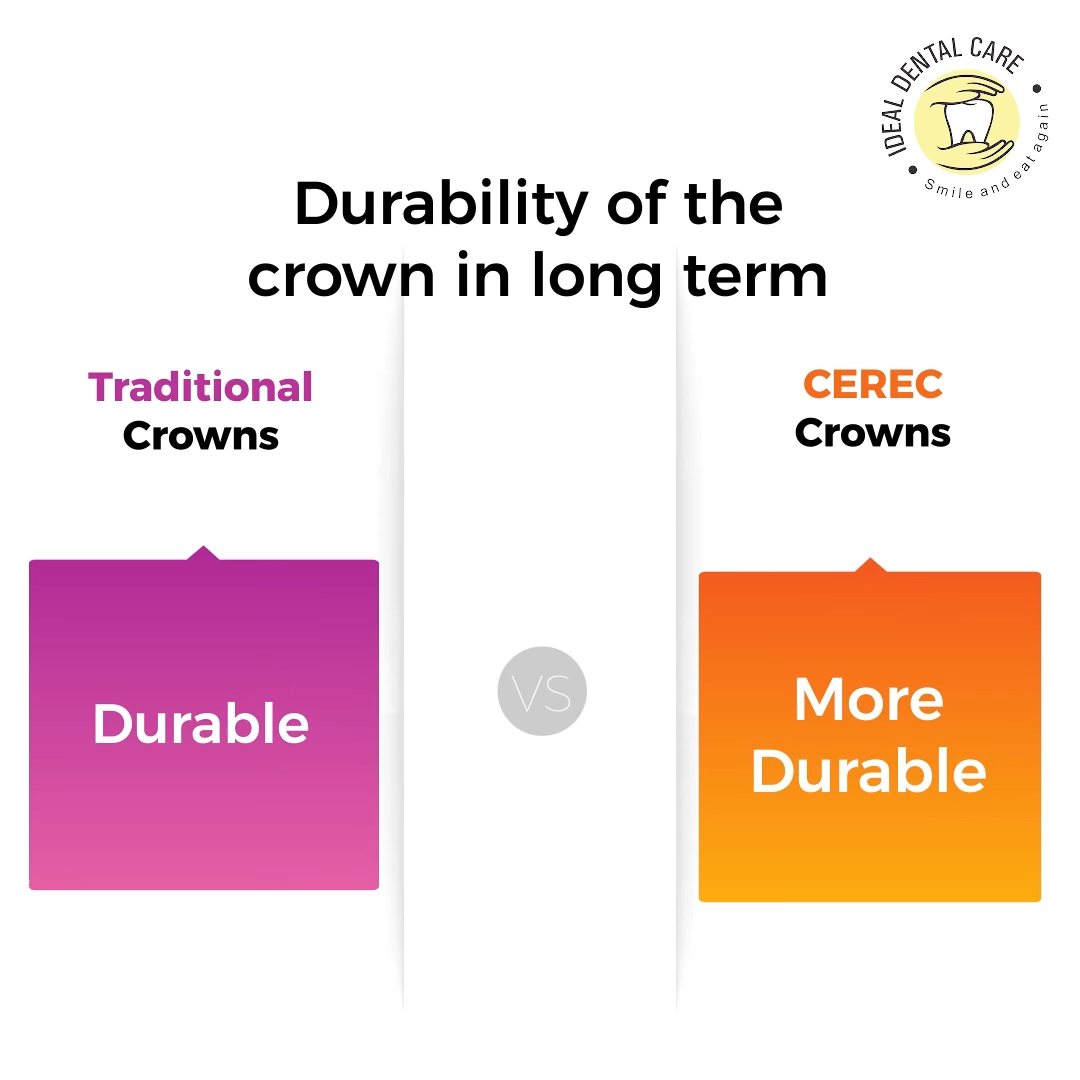 IDEAL DENTAL CARE
Smile and eat again
Durability of the
crown in long term
Traditional
Crowns
CEREC
Crowns
Durable
VS
More
Durable